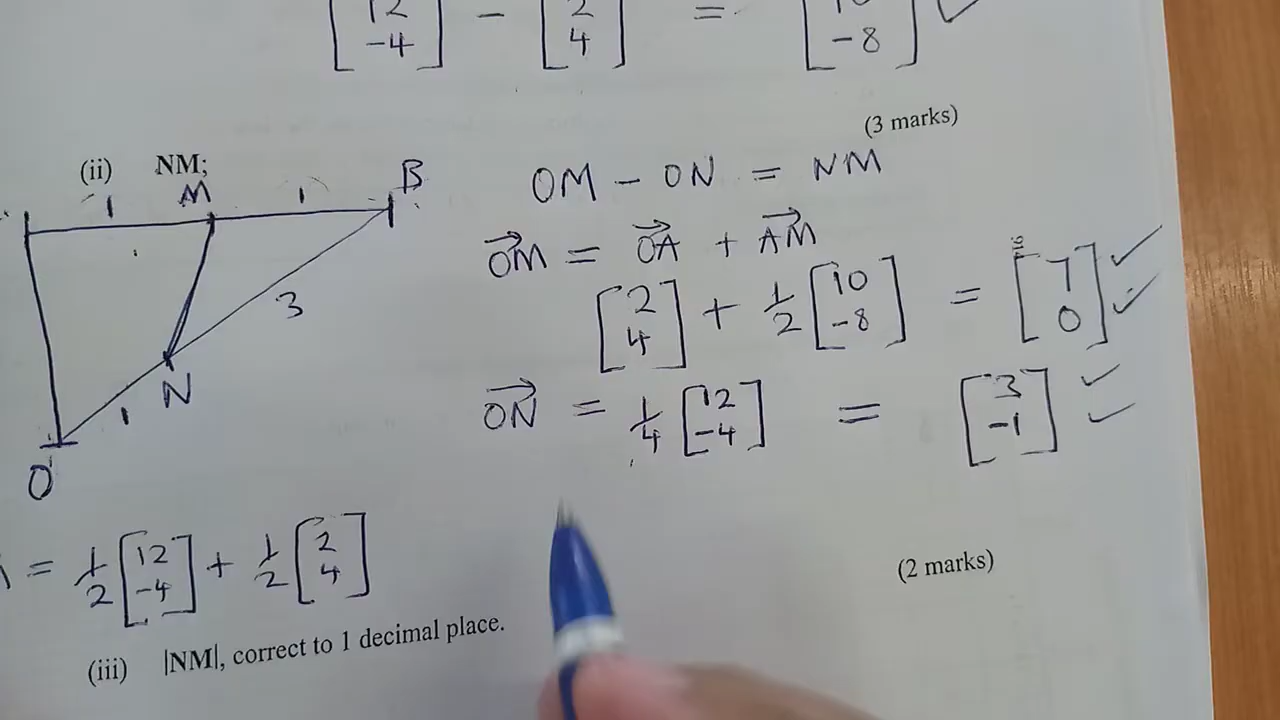 [12 -4] - [2 4] = [10 -8] ✓
(3 marks)
(ii) NM;
1 M 1 B
3
N
1
O
OM - ON = NM
OM = OA + AM
[2 4] + 1/2 [10 -8] = [7 0] ✓ ✓
ON = 1/4 [12 -4] = [3 -1] ✓ ✓
= 1/2 [12 -4] + 1/2 [2 4]
(2 marks)
(iii) |NM|, correct to 1 decimal place.